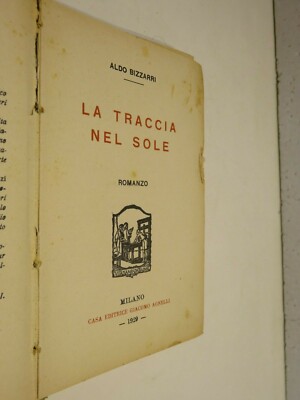 ALDO BIZZARRI
LA TRACCIA
NEL SOLE
ROMANZO
MILANO
CASA EDITRICE GIACOMO AGNELLI
— 1929 —